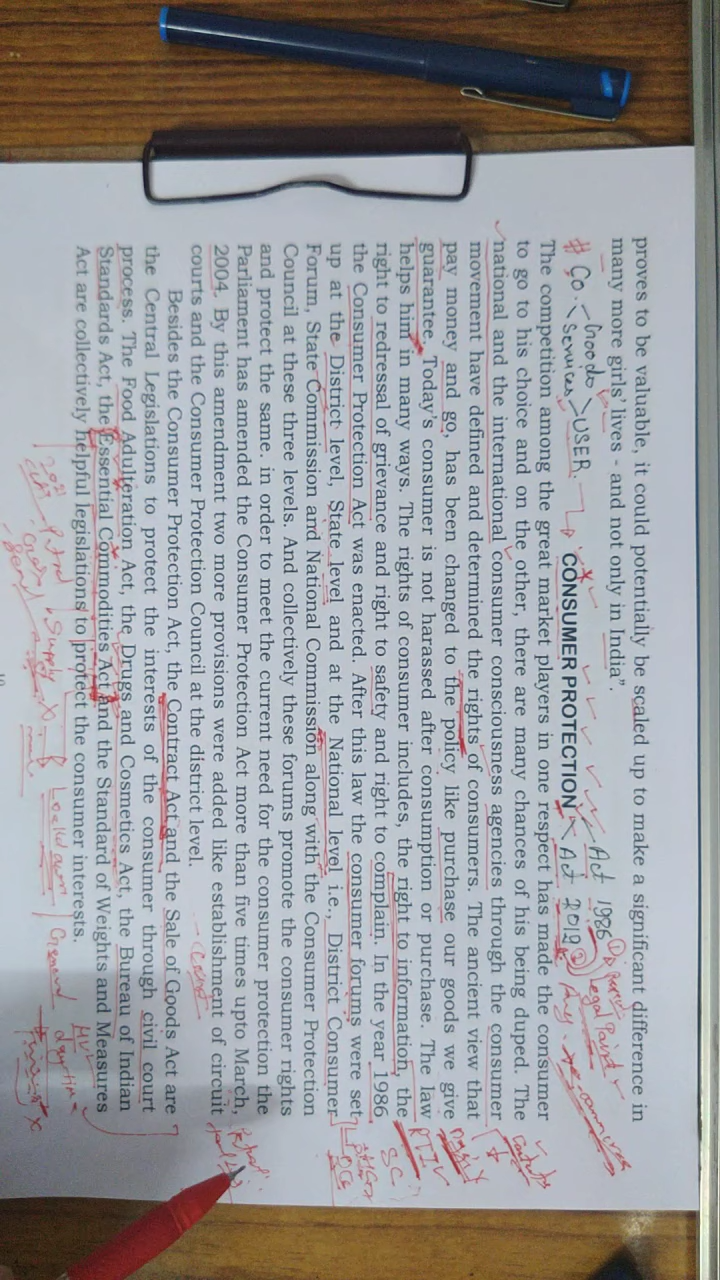 proves to be valuable, it could potentially be scaled up to make a significant difference in
many more girls' lives - and not only in India".
# Co. < Goods Services > USER. CONSUMER PROTECTION < Act 1986 Act 2019
The competition among the great market players in one respect has made the consumer
to go to his choice and on the other, there are many chances of his being duped. The
national and the international consumer consciousness agencies through the consumer
movement have defined and determined the rights of consumers. The ancient view that
pay money and go, has been changed to the policy like purchase our goods we give
guarantee. Today's consumer is not harassed after consumption or purchase. The law
helps him in many ways. The rights of consumer includes, the right to information, the
right to redressal of grievance and right to safety and right to complain. In the year 1986
the Consumer Protection Act was enacted. After this law the consumer forums were set
up at the District level, State level and at the National level i.e., District Consumer
Forum, State Commission and National Commission along with the Consumer Protection
Council at these three levels. And collectively these forums promote the consumer rights
and protect the same. in order to meet the current need for the consumer protection the
Parliament has amended the Consumer Protection Act more than five times upto March,
2004. By this amendment two more provisions were added like establishment of circuit
courts and the Consumer Protection Council at the district level.
Besides the Consumer Protection Act, the Contract Act and the Sale of Goods Act are
the Central Legislations to protect the interests of the consumer through civil court
process. The Food Adulteration Act, the Drugs and Cosmetics Act, the Bureau of Indian
Standards Act, the Essential Commodities Act and the Standard of Weights and Measures
Act are collectively helpful legislations to protect the consumer interests.